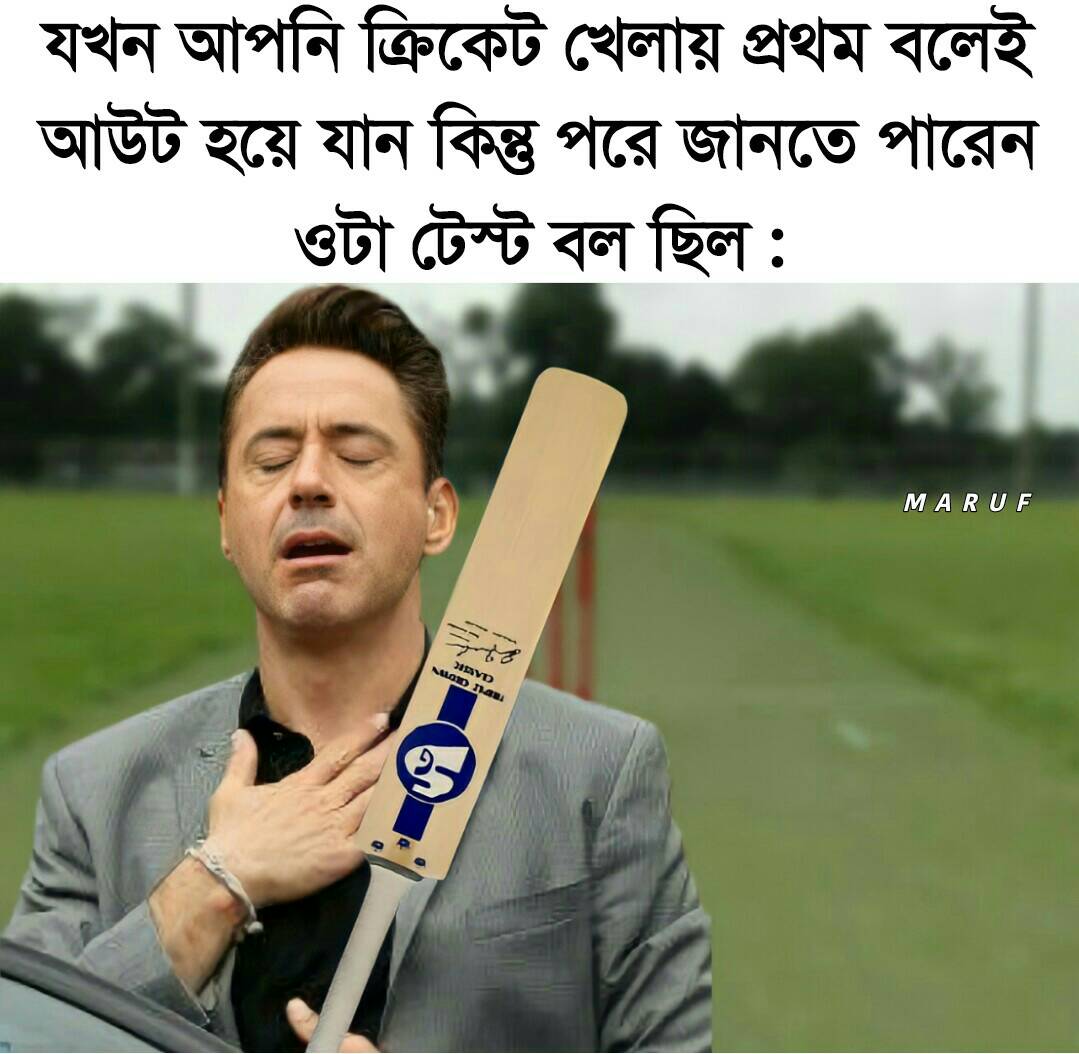 যখন আপনি ক্রিকেট খেলায় প্রথম বলেই
আউট হয়ে যান কিন্তু পরে জানতে পারেন
ওটা টেস্ট বল ছিল :
MARUF